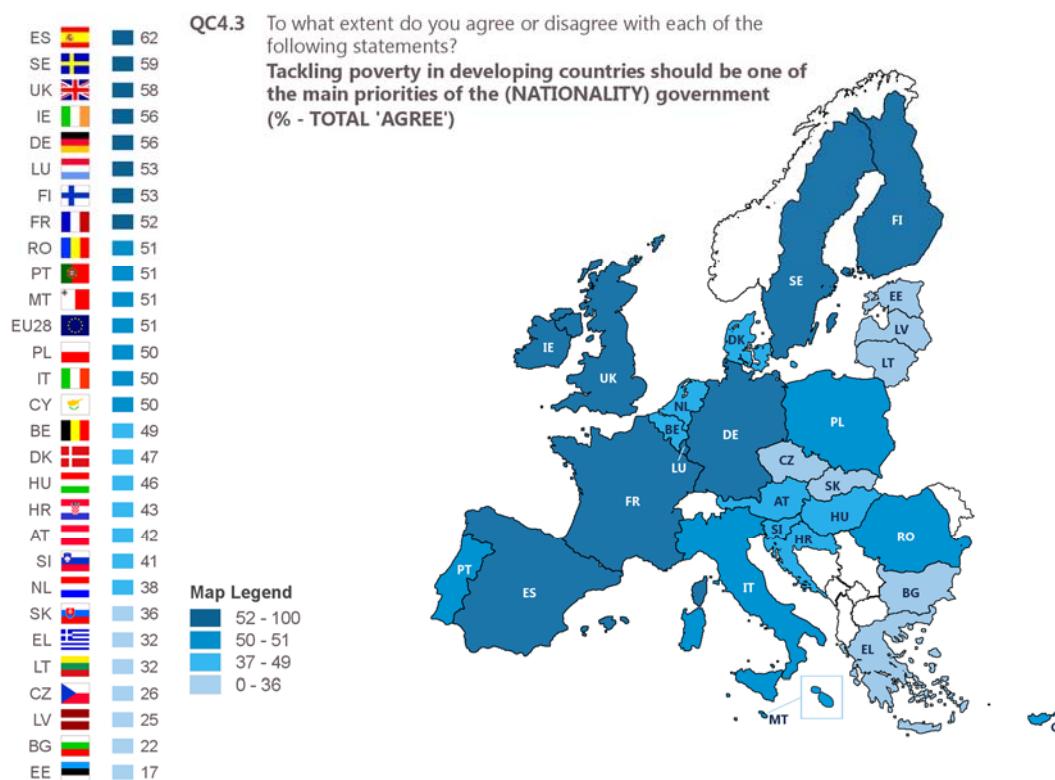 QC4.3 To what extent do you agree or disagree with each of the
following statements?
Tackling poverty in developing countries should be one of
the main priorities of the (NATIONALITY) government
(% - TOTAL 'AGREE')
ES 62
SE 59
UK 58
IE 56
DE 56
LU 53
FI 53
FR 52
RO 51
PT 51
MT 51
EU28 51
PL 50
IT 50
CY 50
BE 49
DK 47
HU 46
HR 43
AT 42
SI 41
NL 38
SK 36
EL 32
LT 32
CZ 26
LV 25
BG 22
EE 17
Map Legend
52 - 100
50 - 51
37 - 49
0 - 36
FI
SE
EE
LV
LT
DK
IE
UK
NL
BE
DE
PL
LU
CZ
SK
FR
AT
HU
SI
HR
RO
PT
ES
IT
BG
EL
MT